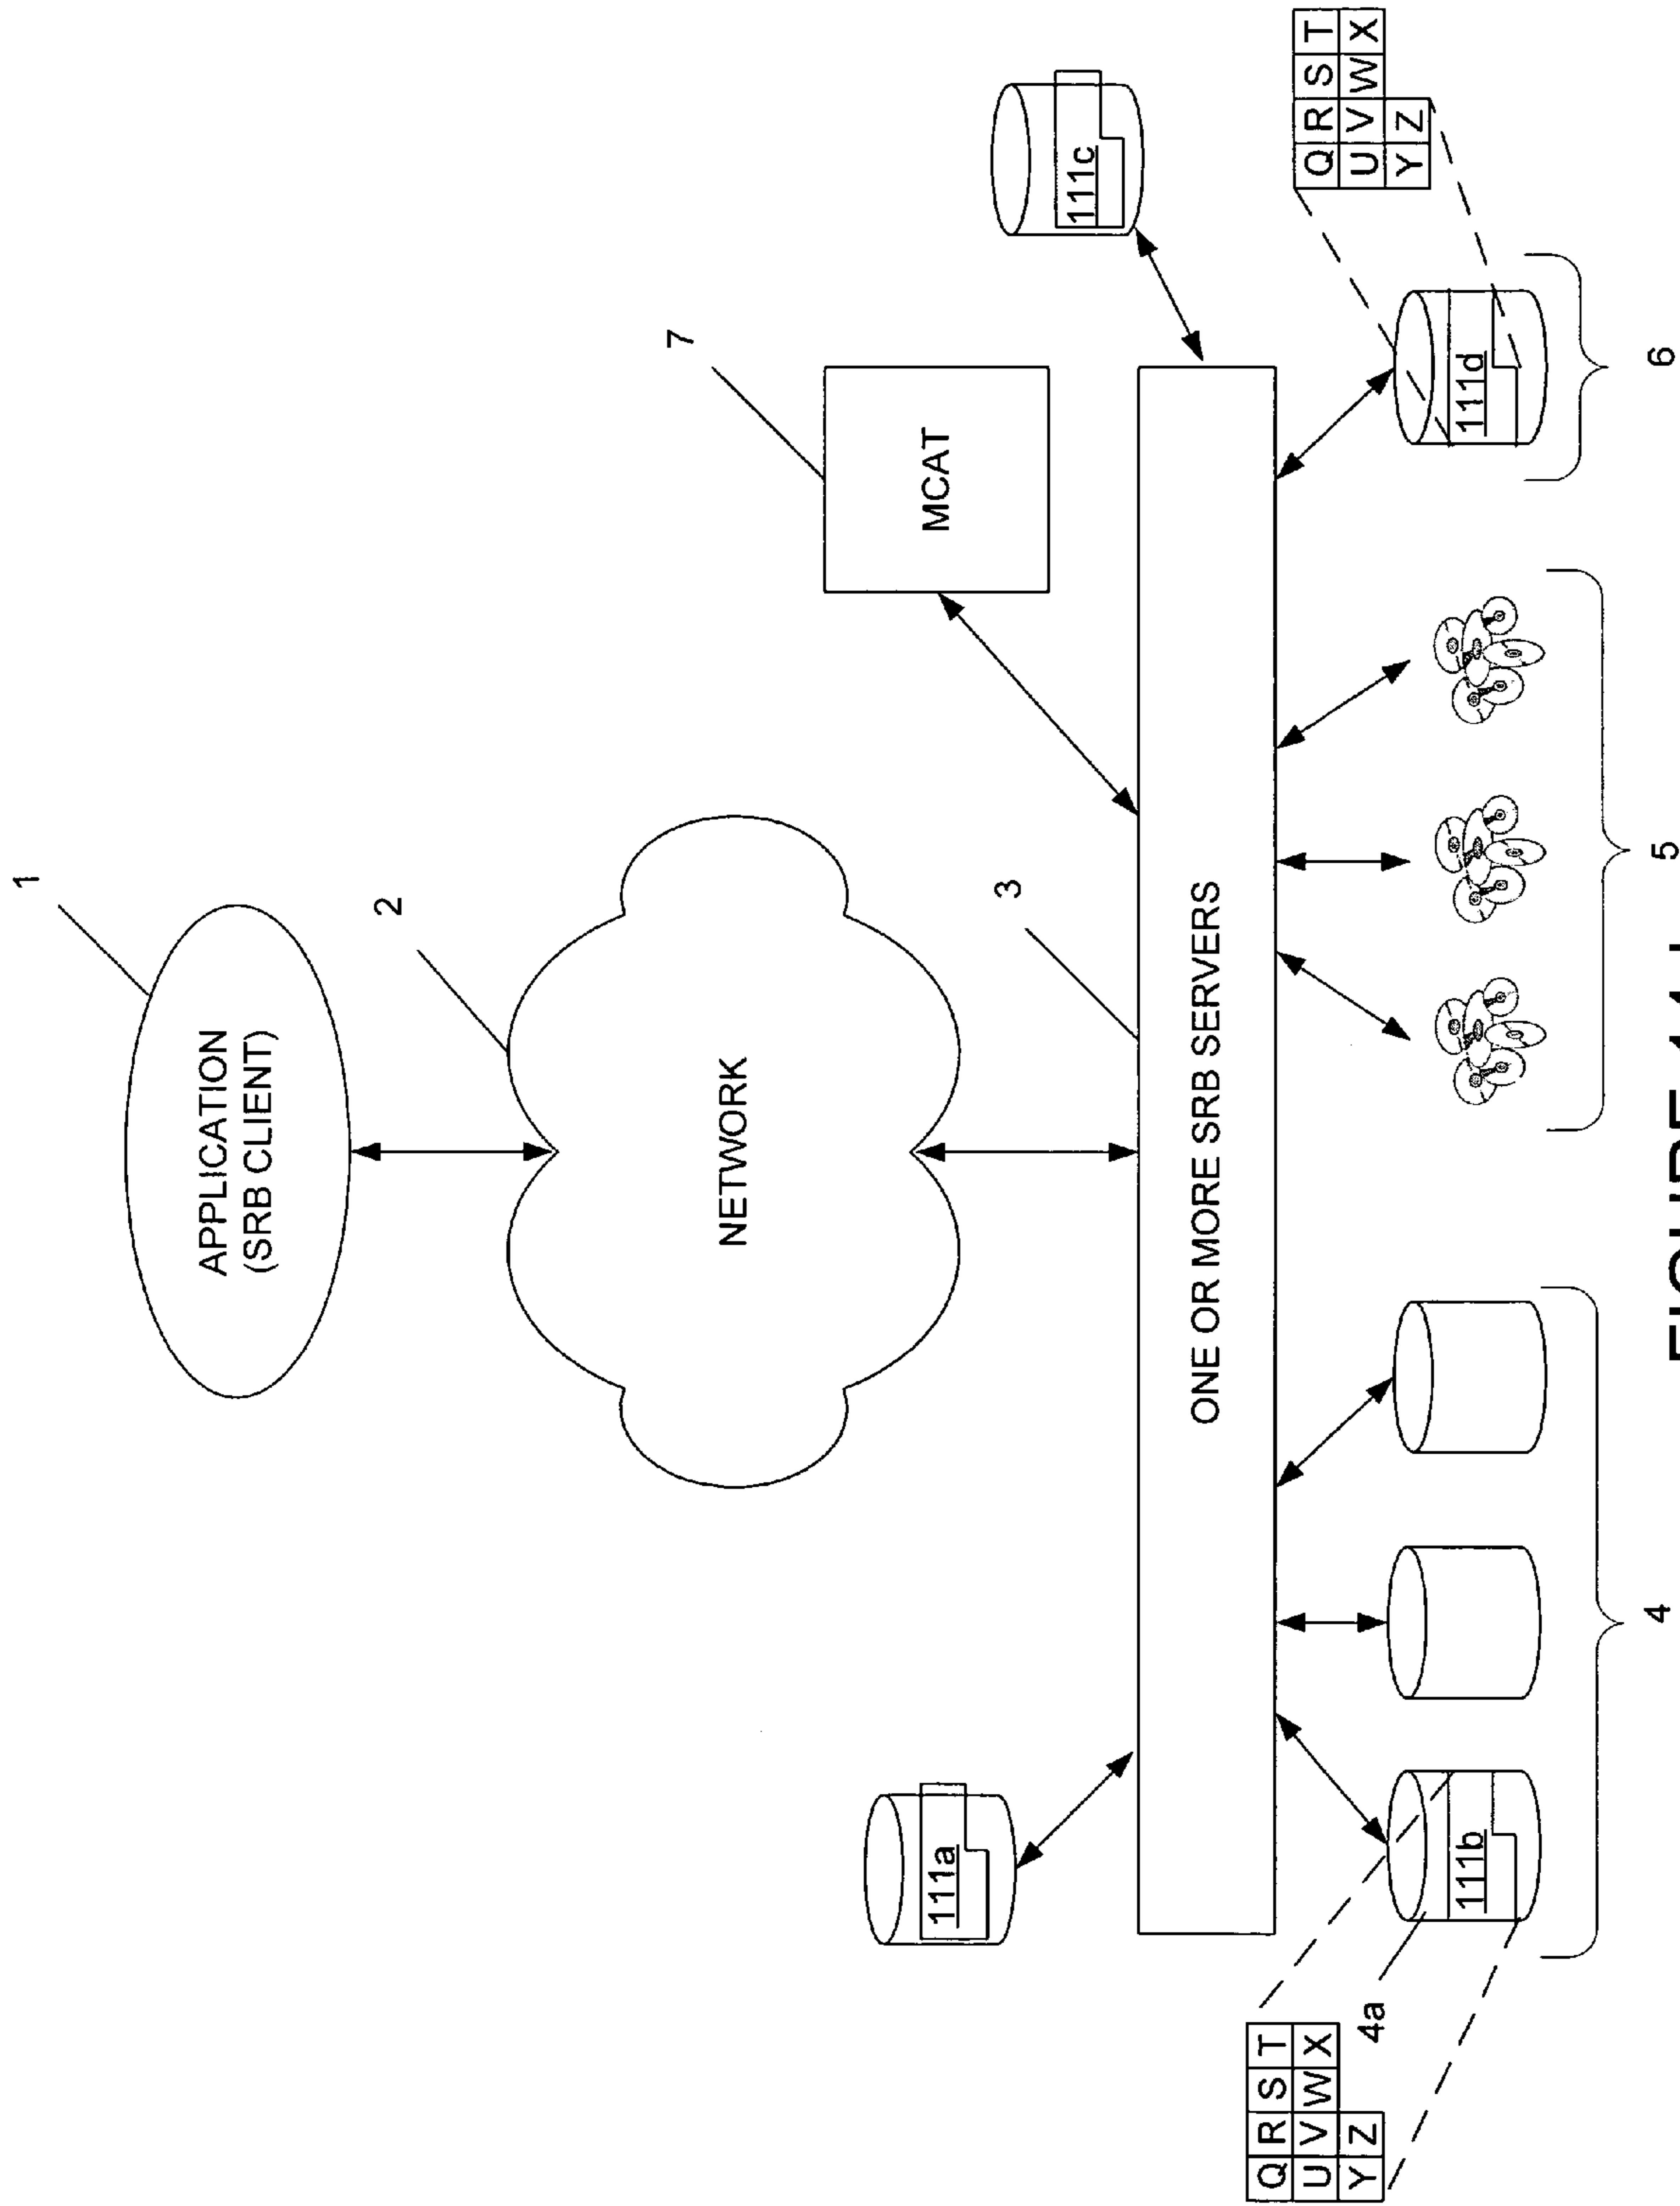 1
APPLICATION
(SRB CLIENT)
2
NETWORK
7
MCAT
111a
111c
3
ONE OR MORE SRB SERVERS
Q R S T
U V W X
Y Z
4a
111b
111d
Q R S T
U V W X
Y Z
4
5
6
FIGURE